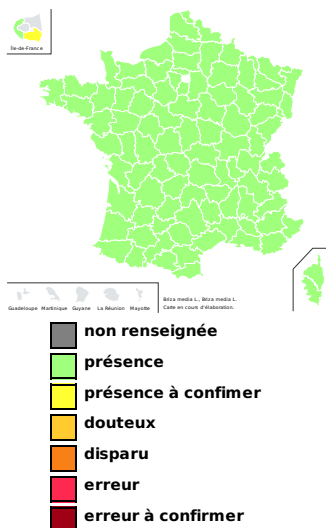 Île-de-France
Guadeloupe Martinique Guyane La Réunion Mayotte
Briza media L., Briza media L.
Carte en cours d'élaboration.
non renseignée
présence
présence à confimer
douteux
disparu
erreur
erreur à confirmer